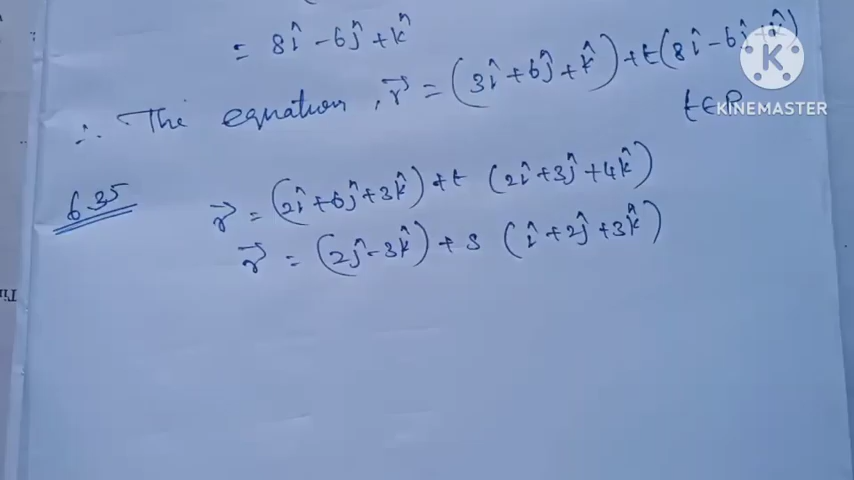 = 8î - 6ĵ + k̂
∴ The equation, r⃗ = (3î + 6ĵ + k̂) + t(8î - 6ĵ + k̂)
t∈R
K
KINEMASTER
6.35
r⃗ = (2î + 6ĵ + 3k̂) + t (2î + 3ĵ + 4k̂)
r⃗ = (2ĵ - 3k̂) + s (î + 2ĵ + 3k̂)